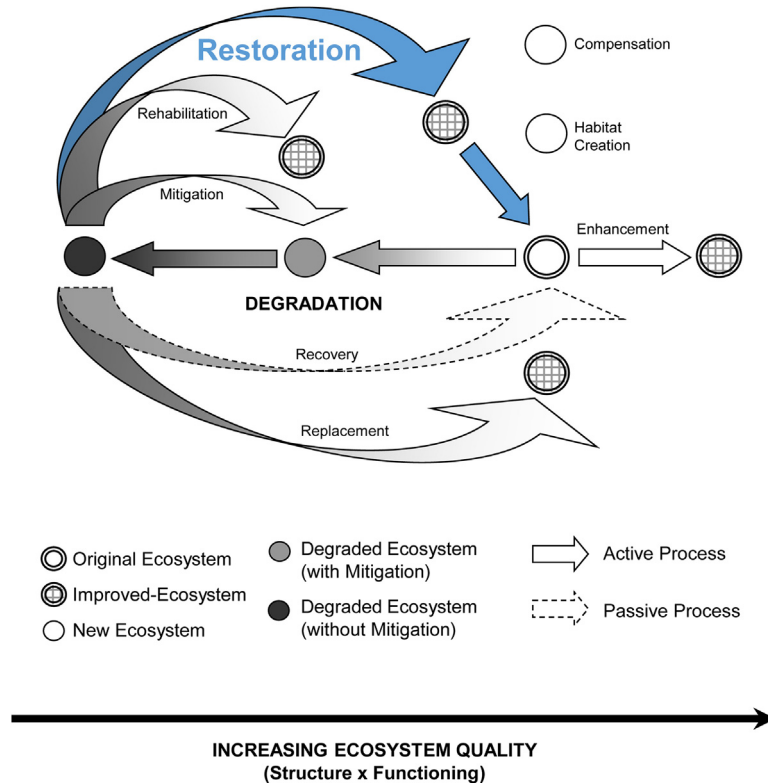 Restoration
Compensation
Rehabilitation
Habitat
Creation
Mitigation
Enhancement
DEGRADATION
Recovery
Replacement
Original Ecosystem
Improved-Ecosystem
New Ecosystem
Degraded Ecosystem
(with Mitigation)
Degraded Ecosystem
(without Mitigation)
Active Process
Passive Process
INCREASING ECOSYSTEM QUALITY
(Structure x Functioning)